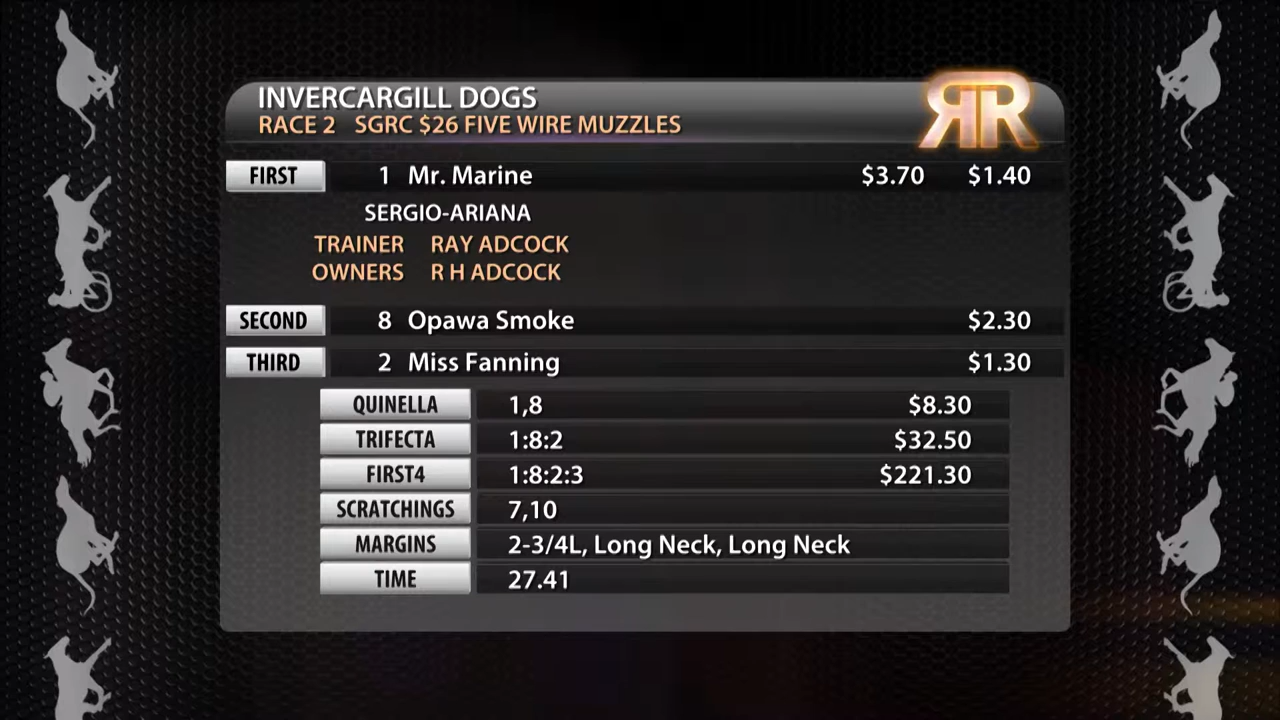 INVERCARGILL DOGS
RACE 2 SGRC $26 FIVE WIRE MUZZLES
RR
FIRST 1 Mr. Marine $3.70 $1.40
SERGIO-ARIANA
TRAINER RAY ADCOCK
OWNERS R H ADCOCK
SECOND 8 Opawa Smoke $2.30
THIRD 2 Miss Fanning $1.30
QUINELLA 1,8 $8.30
TRIFECTA 1:8:2 $32.50
FIRST4 1:8:2:3 $221.30
SCRATCHINGS 7,10
MARGINS 2-3/4L, Long Neck, Long Neck
TIME 27.41